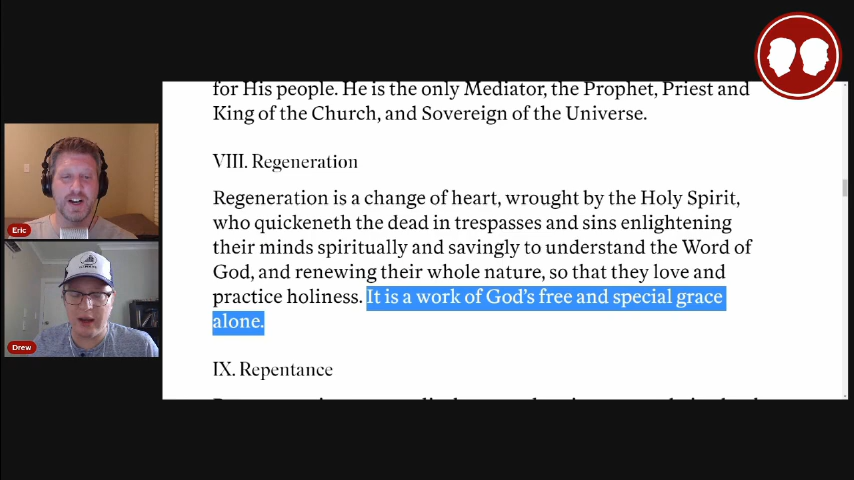 for His people. He is the only Mediator, the Prophet, Priest and
King of the Church, and Sovereign of the Universe.
VIII. Regeneration
Regeneration is a change of heart, wrought by the Holy Spirit,
who quickeneth the dead in trespasses and sins enlightening
their minds spiritually and savingly to understand the Word of
God, and renewing their whole nature, so that they love and
practice holiness. It is a work of God's free and special grace
alone.
IX. Repentance
Eric
Drew